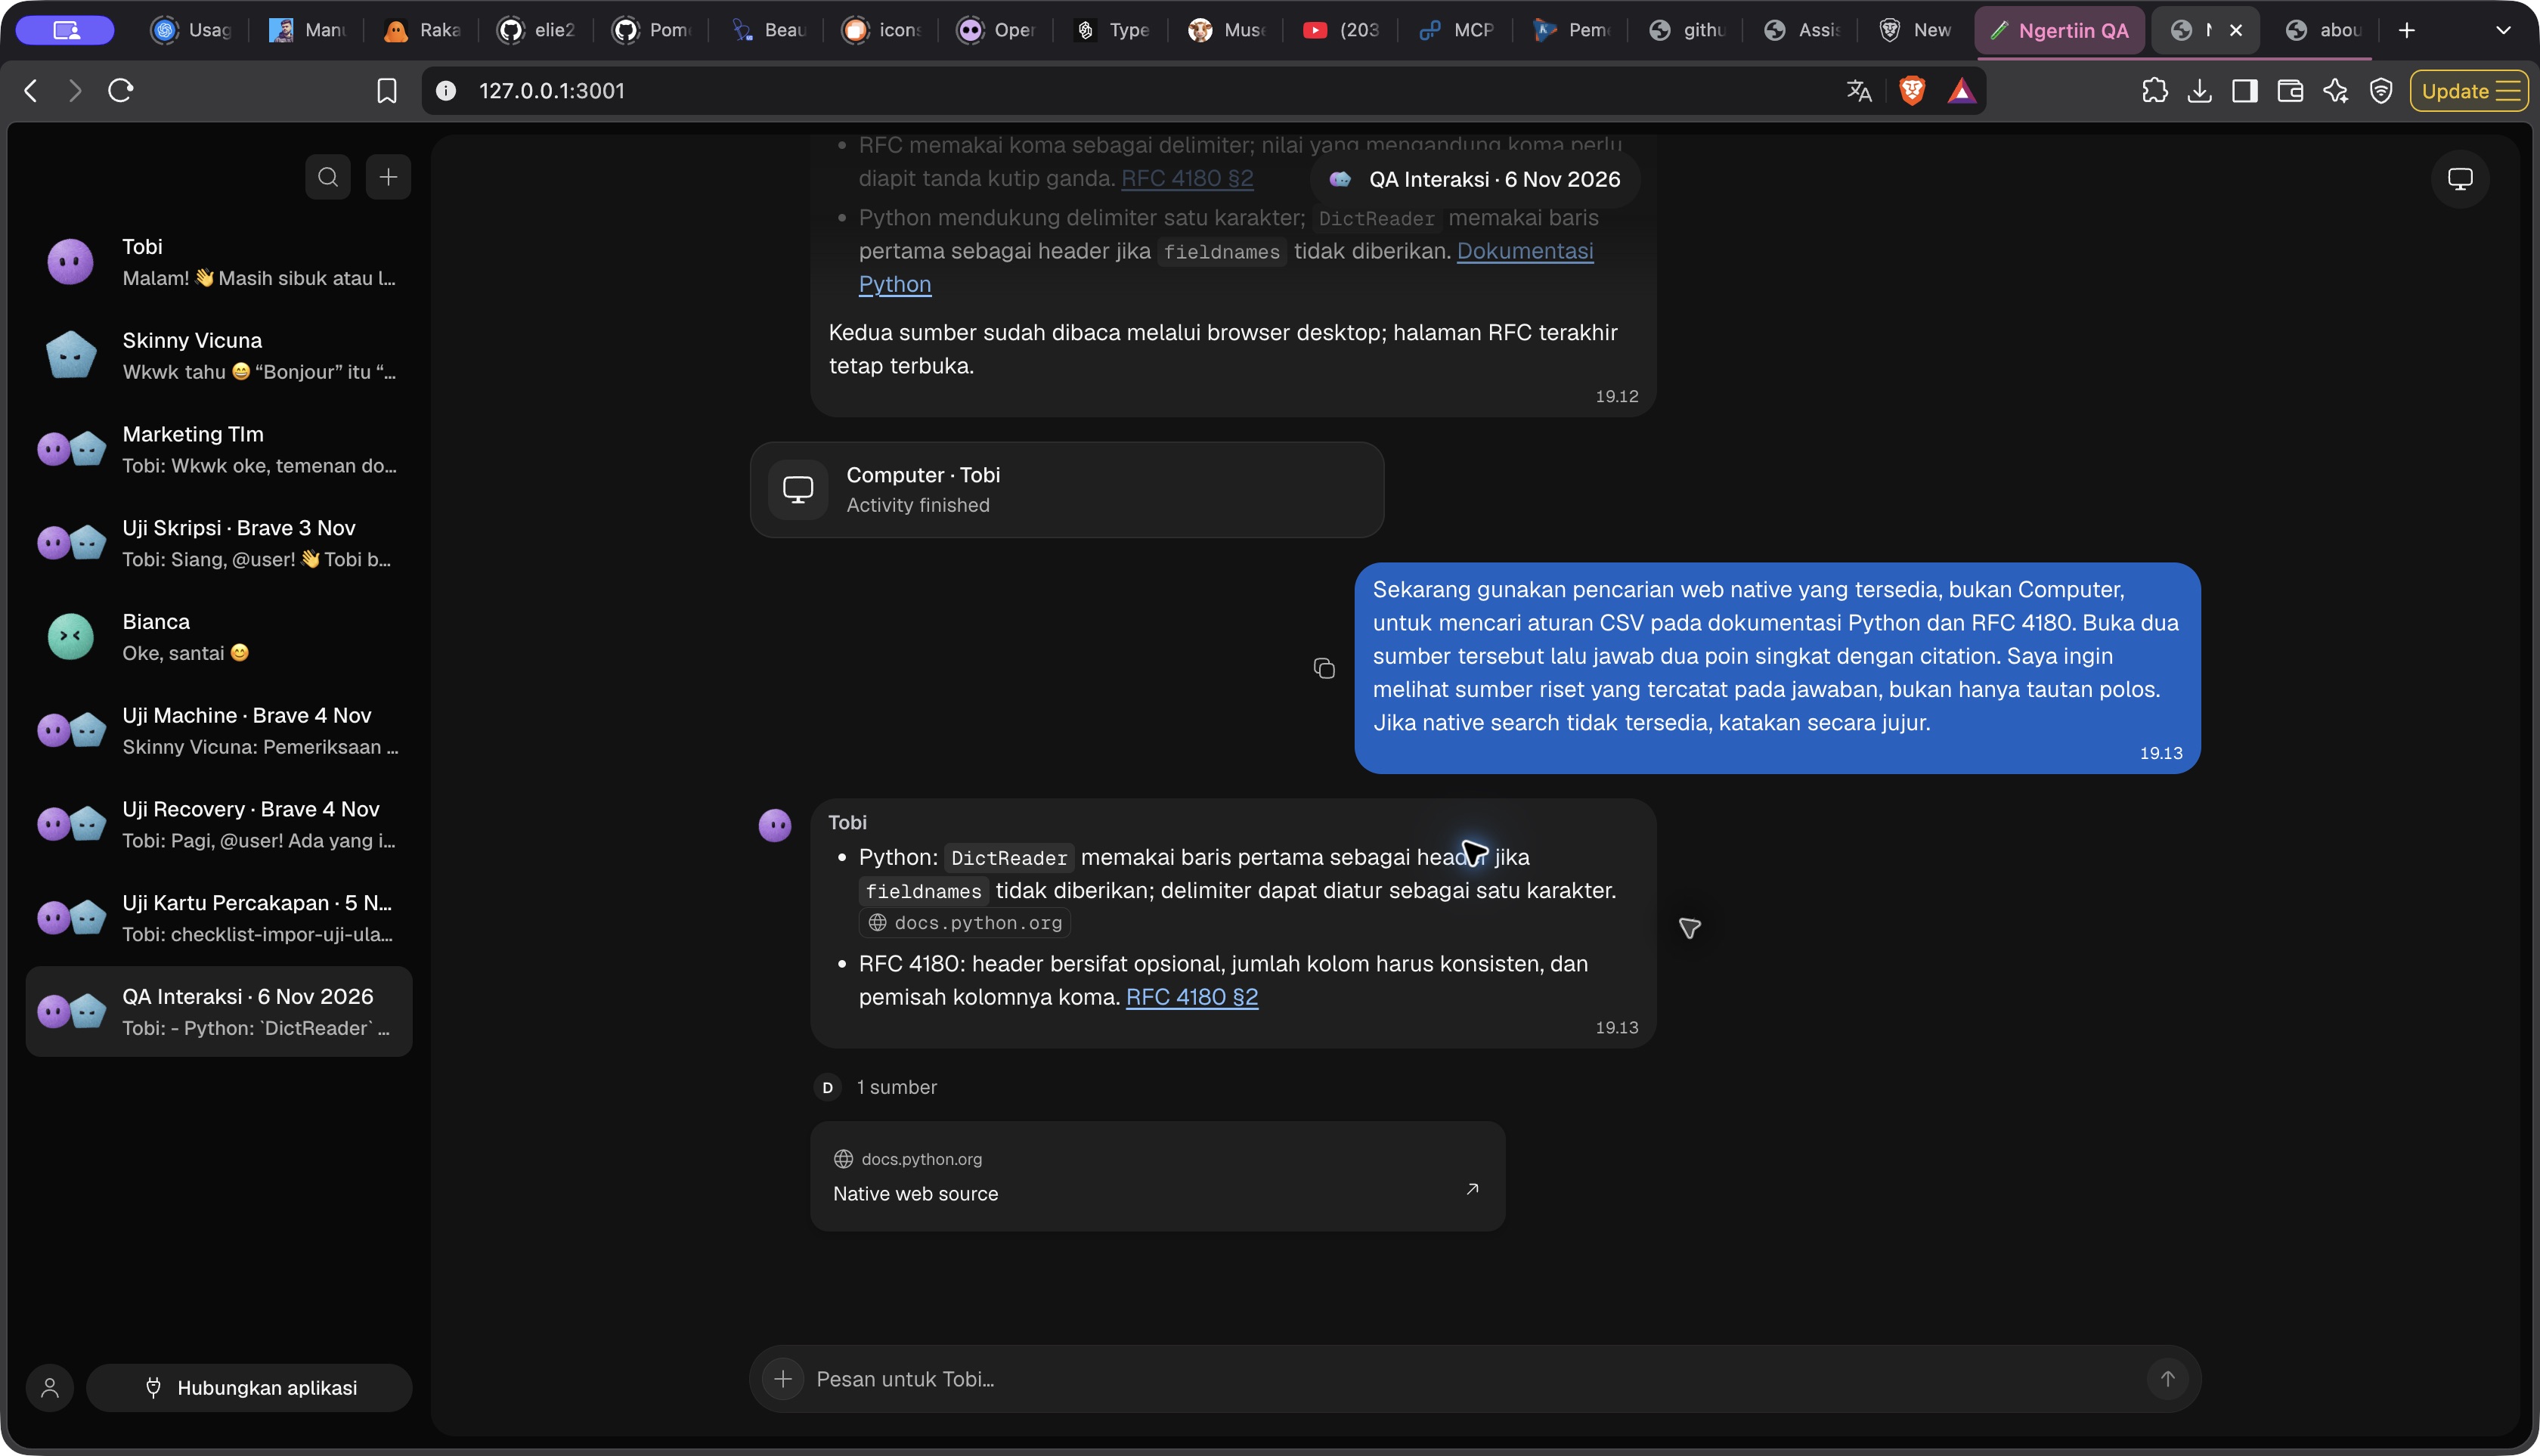 Usag
Manu
Raka
elie2
Pom
Beau
icons
Oper
Type
Muse
(203
MCP
Peme
githu
Assis
New
Ngertiin QA
abou
127.0.0.1:3001
Update
Tobi
Malam! 👋 Masih sibuk atau l…
Skinny Vicuna
Wkwk tahu 😄 “Bonjour” itu “…
Marketing TIm
Tobi: Wkwk oke, temenan do…
Uji Skripsi · Brave 3 Nov
Tobi: Siang, @user! 👋 Tobi b…
Bianca
Oke, santai 😊
Uji Machine · Brave 4 Nov
Skinny Vicuna: Pemeriksaan …
Uji Recovery · Brave 4 Nov
Tobi: Pagi, @user! Ada yang i…
Uji Kartu Percakapan · 5 N…
Tobi: checklist-impor-uji-ula…
QA Interaksi · 6 Nov 2026
Tobi: - Python: `DictReader` …
Hubungkan aplikasi
QA Interaksi · 6 Nov 2026
• RFC memakai koma sebagai delimiter; nilai yang mengandung koma perlu
diapit tanda kutip ganda. RFC 4180 §2
• Python mendukung delimiter satu karakter; DictReader memakai baris
pertama sebagai header jika fieldnames tidak diberikan. Dokumentasi
Python
Kedua sumber sudah dibaca melalui browser desktop; halaman RFC terakhir
tetap terbuka.
19.12
Computer · Tobi
Activity finished
Sekarang gunakan pencarian web native yang tersedia, bukan Computer,
untuk mencari aturan CSV pada dokumentasi Python dan RFC 4180. Buka dua
sumber tersebut lalu jawab dua poin singkat dengan citation. Saya ingin
melihat sumber riset yang tercatat pada jawaban, bukan hanya tautan polos.
Jika native search tidak tersedia, katakan secara jujur.
19.13
Tobi
• Python: DictReader memakai baris pertama sebagai header jika
fieldnames tidak diberikan; delimiter dapat diatur sebagai satu karakter.
docs.python.org
• RFC 4180: header bersifat opsional, jumlah kolom harus konsisten, dan
pemisah kolomnya koma. RFC 4180 §2
19.13
D 1 sumber
docs.python.org
Native web source
Pesan untuk Tobi…